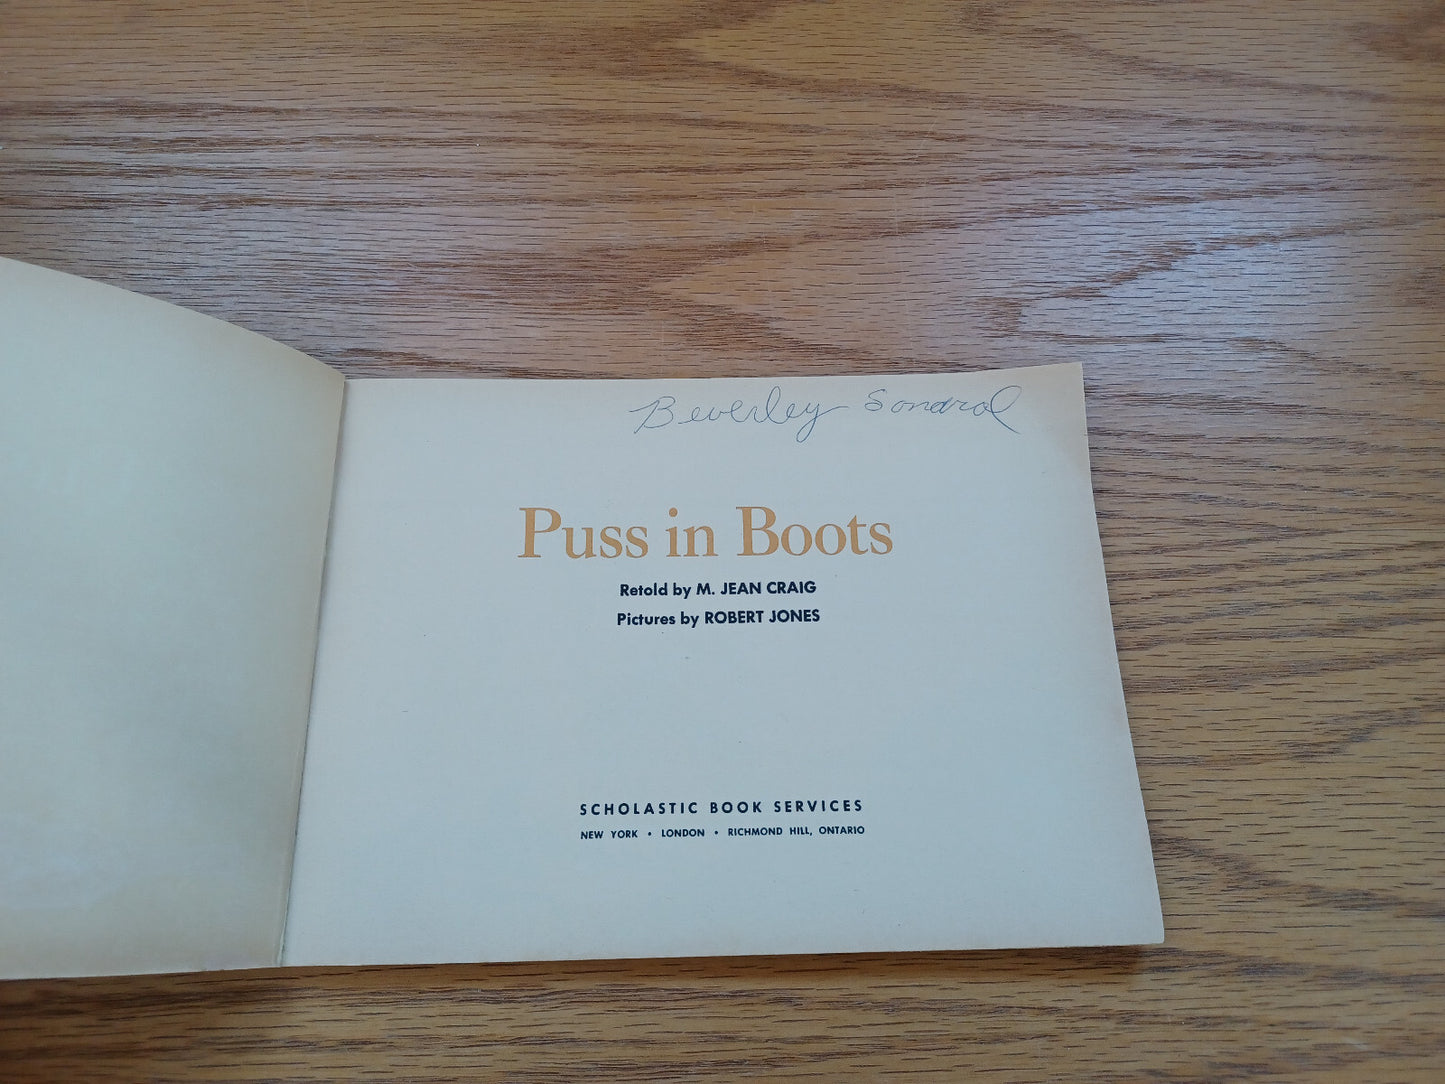 Beverley Sondrol
Puss in Boots
Retold by M. JEAN CRAIG
Pictures by ROBERT JONES
SCHOLASTIC BOOK SERVICES
NEW YORK • LONDON • RICHMOND HILL, ONTARIO